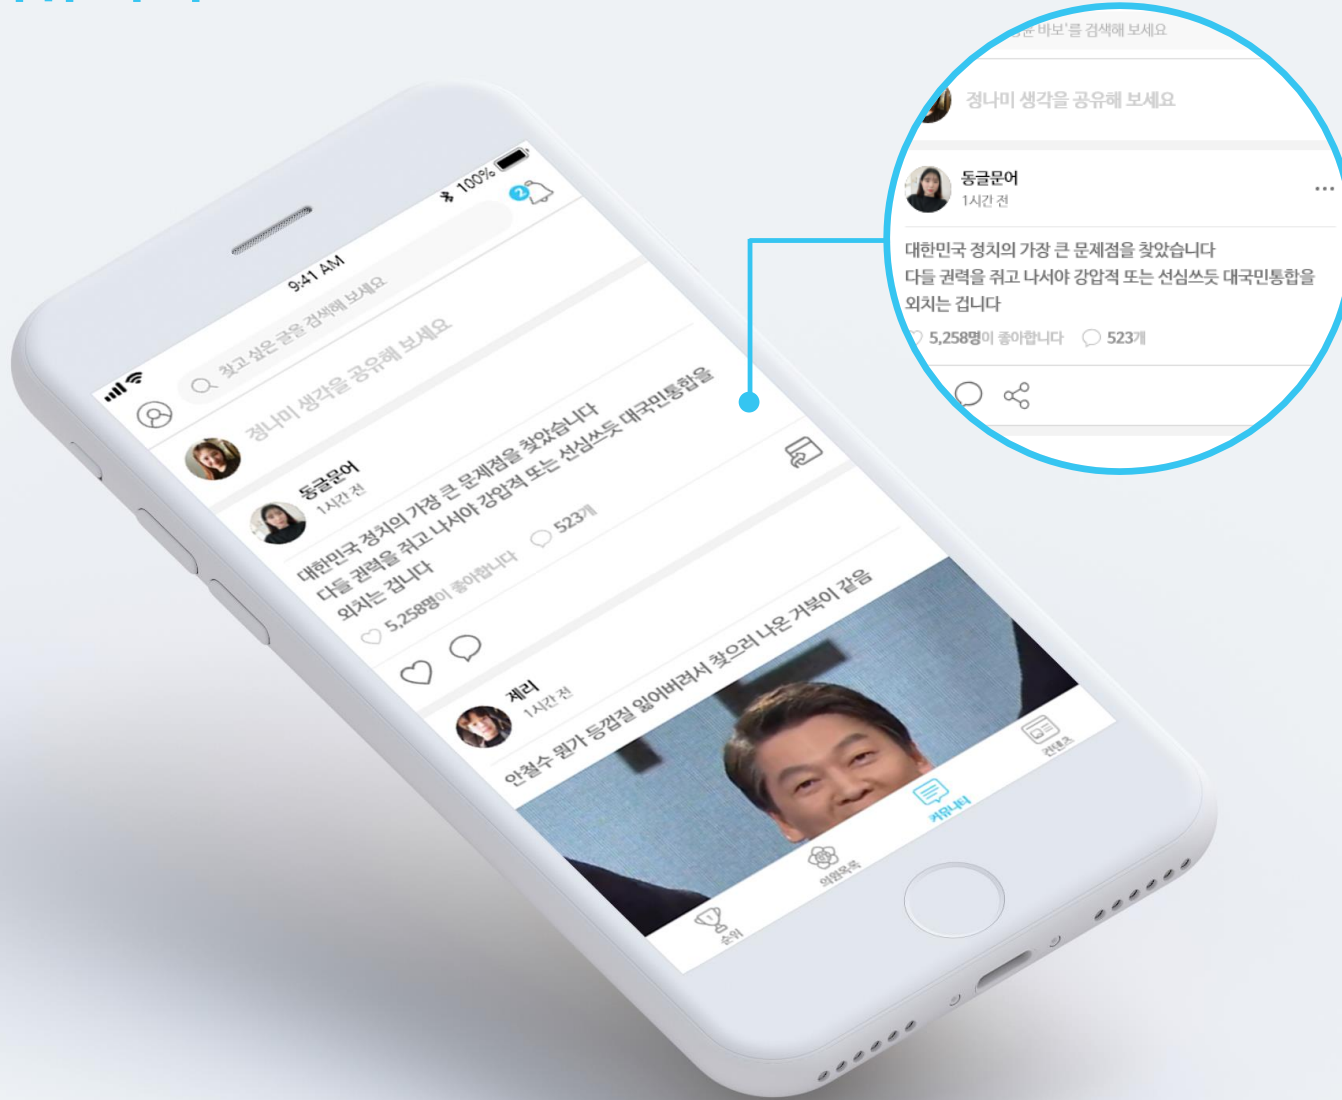 9:41 AM
100%
2
찾고 싶은 글을 검색해 보세요
정나미 생각을 공유해 보세요
동글문어
1시간 전
대한민국 정치의 가장 큰 문제점을 찾았습니다
다들 권력을 쥐고 나서야 강압적 또는 선심쓰듯 대국민통합을
외치는 겁니다
5,258명이 좋아합니다 523개
제리
1시간 전
안철수 뭔가 등껍질 잃어버려서 찾으러 나온 거북이 같음
순위
의원목록
커뮤니티
컨텐츠
바보'를 검색해 보세요
정나미 생각을 공유해 보세요
동글문어
1시간 전
대한민국 정치의 가장 큰 문제점을 찾았습니다
다들 권력을 쥐고 나서야 강압적 또는 선심쓰듯 대국민통합을
외치는 겁니다
5,258명이 좋아합니다 523개